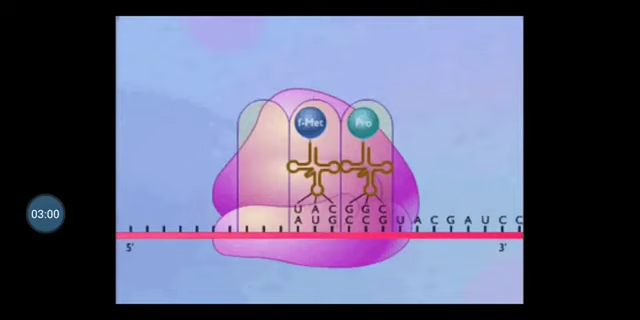 f-Met Pro
U A C G G C
A U G C C G U A C G A U C C
5' 3'
03:00